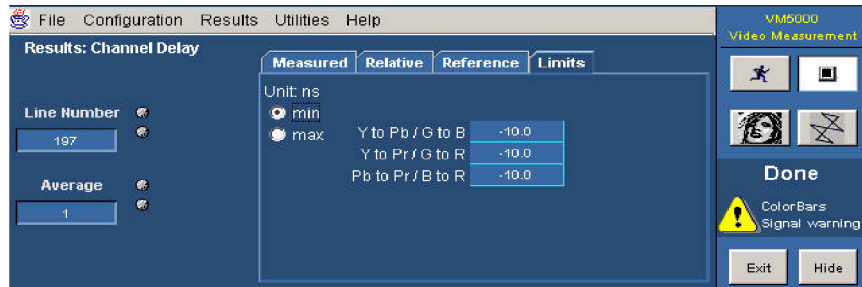 File Configuration Results Utilities Help
VM5000
Video Measurement
Results: Channel Delay
Measured Relative Reference Limits
Unit: ns
min
max
Line Number
197
Average
1
Y to Pb / G to B -10.0
Y to Pr / G to R -10.0
Pb to Pr / B to R -10.0
Done
ColorBars
Signal warning
Exit Hide